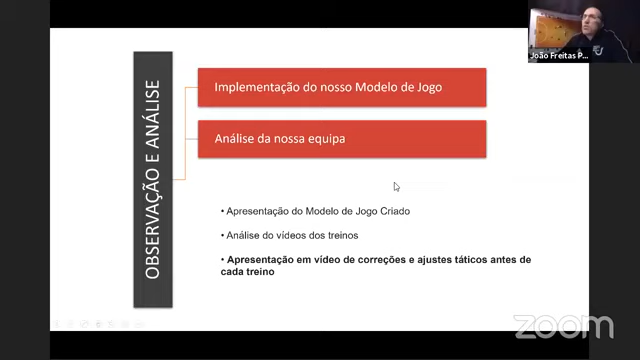 João Freitas P...
OBSERVAÇÃO E ANÁLISE
Implementação do nosso Modelo de Jogo
Análise da nossa equipa
• Apresentação do Modelo de Jogo Criado
• Análise do vídeos dos treinos
• Apresentação em vídeo de correções e ajustes táticos antes de
cada treino
zoom